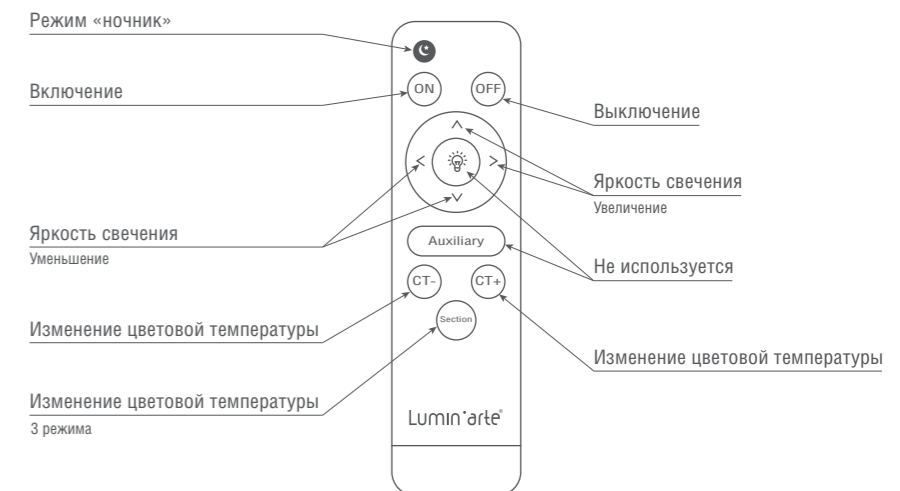 Режим «ночник»
Включение
ON
OFF
Выключение
Яркость свечения
Увеличение
Яркость свечения
Уменьшение
Auxiliary
Не используется
CT-
CT+
Section
Изменение цветовой температуры
Изменение цветовой температуры
Изменение цветовой температуры
3 режима
Lumin'arte®